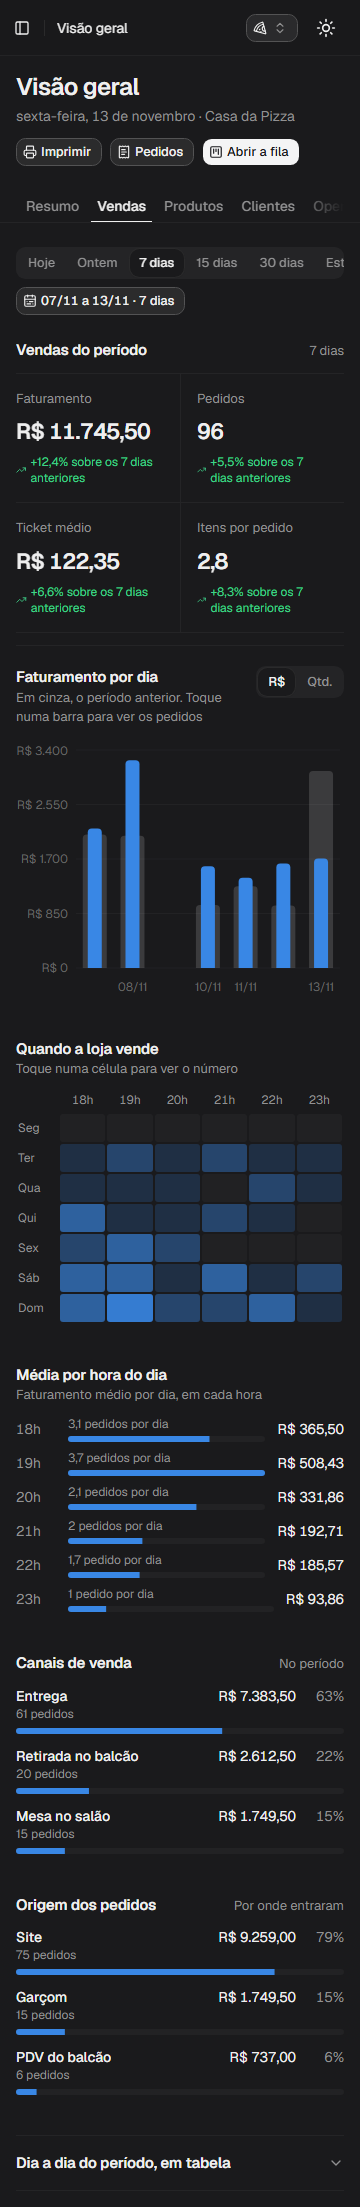 Visão geral
Visão geral
sexta-feira, 13 de novembro · Casa da Pizza
Imprimir Pedidos Abrir a fila
Resumo Vendas Produtos Clientes Ope
Hoje Ontem 7 dias 15 dias 30 dias Est
07/11 a 13/11 · 7 dias
Vendas do período 7 dias
Faturamento Pedidos
R$ 11.745,50 96
+12,4% sobre os 7 dias +5,5% sobre os 7
anteriores dias anteriores
Ticket médio Itens por pedido
R$ 122,35 2,8
+6,6% sobre os 7 dias +8,3% sobre os 7
anteriores dias anteriores
Faturamento por dia R$ Qtd.
Em cinza, o período anterior. Toque
numa barra para ver os pedidos
R$ 3.400
R$ 2.550
R$ 1.700
R$ 850
R$ 0
08/11 10/11 11/11 13/11
Quando a loja vende
Toque numa célula para ver o número
18h 19h 20h 21h 22h 23h
Seg
Ter
Qua
Qui
Sex
Sáb
Dom
Média por hora do dia
Faturamento médio por dia, em cada hora
18h 3,1 pedidos por dia R$ 365,50
19h 3,7 pedidos por dia R$ 508,43
20h 2,1 pedidos por dia R$ 331,86
21h 2 pedidos por dia R$ 192,71
22h 1,7 pedido por dia R$ 185,57
23h 1 pedido por dia R$ 93,86
Canais de venda No período
Entrega R$ 7.383,50 63%
61 pedidos
Retirada no balcão R$ 2.612,50 22%
20 pedidos
Mesa no salão R$ 1.749,50 15%
15 pedidos
Origem dos pedidos Por onde entraram
Site R$ 9.259,00 79%
75 pedidos
Garçom R$ 1.749,50 15%
15 pedidos
PDV do balcão R$ 737,00 6%
6 pedidos
Dia a dia do período, em tabela